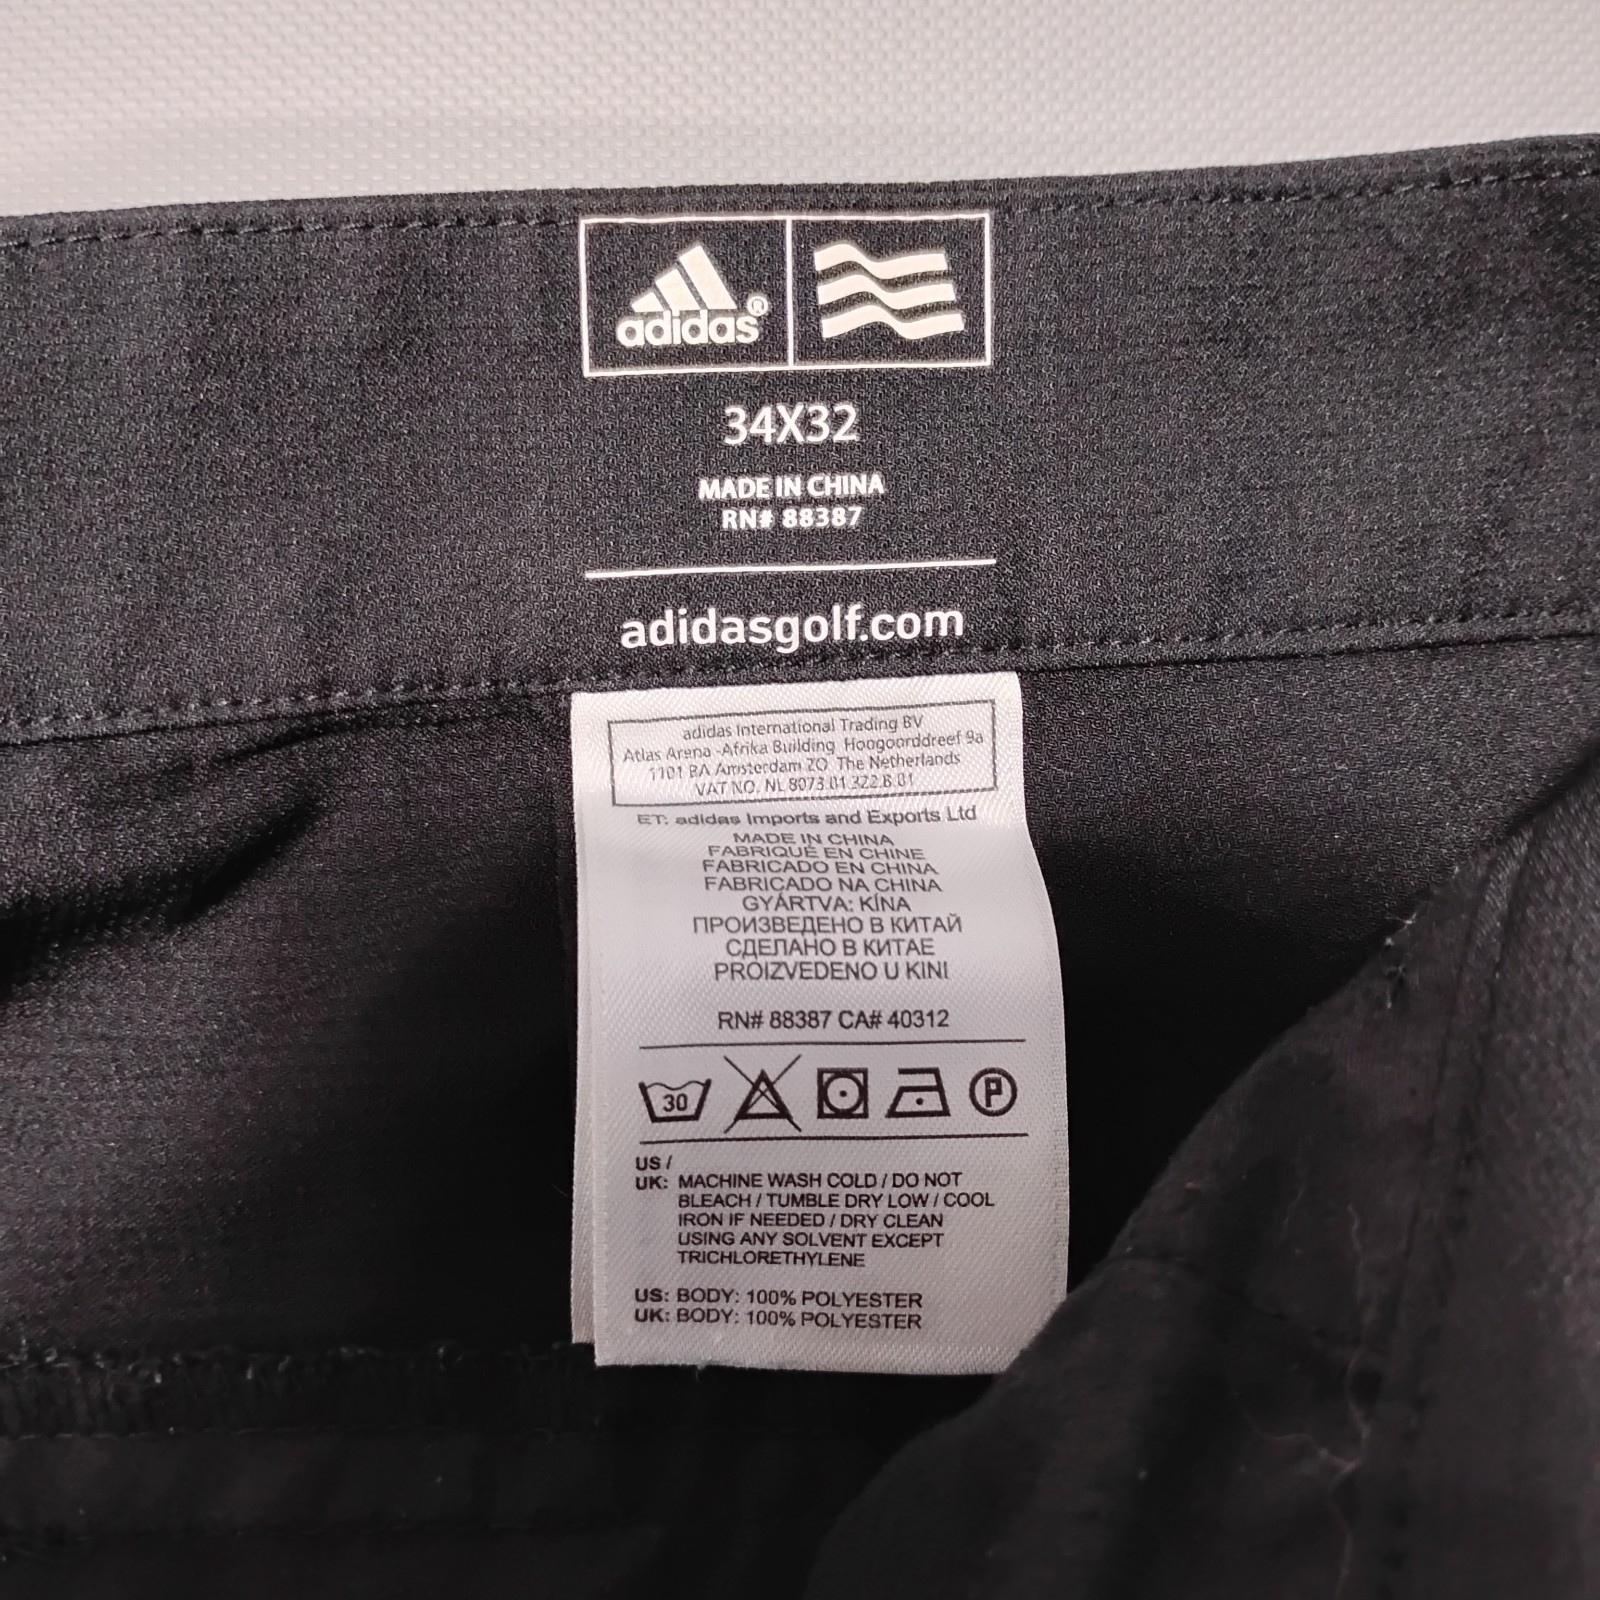 adidas®
34X32
MADE IN CHINA
RN# 88387
adidasgolf.com
adidas International Trading BV
Atlas Arena -Afrika Building Hoogoorddreef 9a
1101 BA Amsterdam ZO The Netherlands
VAT NO. NL 8073.01.322.B.01
ET: adidas Imports and Exports Ltd
MADE IN CHINA
FABRIQUÉ EN CHINE
FABRICADO EN CHINA
FABRICADO NA CHINA
GYÁRTVA: KÍNA
ПРОИЗВЕДЕНО В КИТАЙ
СДЕЛАНО В КИТАЕ
PROIZVEDENO U KINI
RN# 88387 CA# 40312
30 P
US /
UK: MACHINE WASH COLD / DO NOT
BLEACH / TUMBLE DRY LOW / COOL
IRON IF NEEDED / DRY CLEAN
USING ANY SOLVENT EXCEPT
TRICHLORETHYLENE
US: BODY: 100% POLYESTER
UK: BODY: 100% POLYESTER